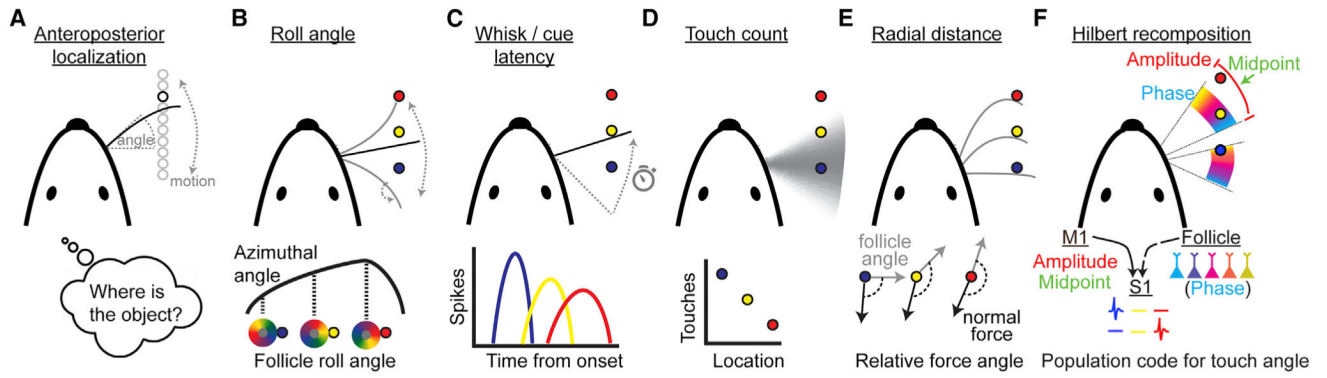 A
Anteroposterior
localization
angle
motion
Where is
the object?
B
Roll angle
Azimuthal
angle
Follicle roll angle
C
Whisk / cue
latency
Spikes
Time from onset
D
Touch count
Touches
Location
E
Radial distance
follicle
angle
normal
force
Relative force angle
F
Hilbert recomposition
Amplitude
Midpoint
Phase
M1
Follicle
Amplitude
Midpoint
S1
(Phase)
Population code for touch angle